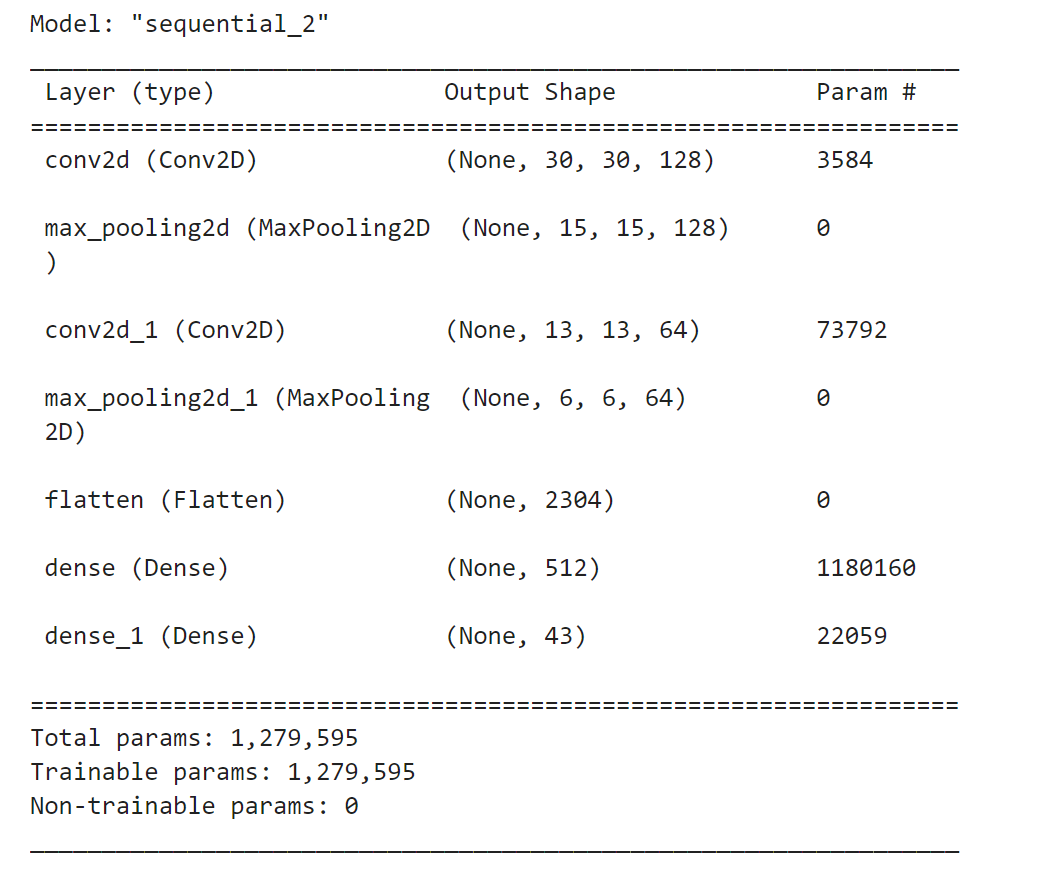 Model: "sequential_2"
_________________________________________________________________
Layer (type)                Output Shape              Param #
=================================================================
conv2d (Conv2D)             (None, 30, 30, 128)       3584
max_pooling2d (MaxPooling2D  (None, 15, 15, 128)      0
)
conv2d_1 (Conv2D)           (None, 13, 13, 64)        73792
max_pooling2d_1 (MaxPooling  (None, 6, 6, 64)         0
2D)
flatten (Flatten)           (None, 2304)              0
dense (Dense)               (None, 512)               1180160
dense_1 (Dense)             (None, 43)                22059
=================================================================
Total params: 1,279,595
Trainable params: 1,279,595
Non-trainable params: 0
_________________________________________________________________